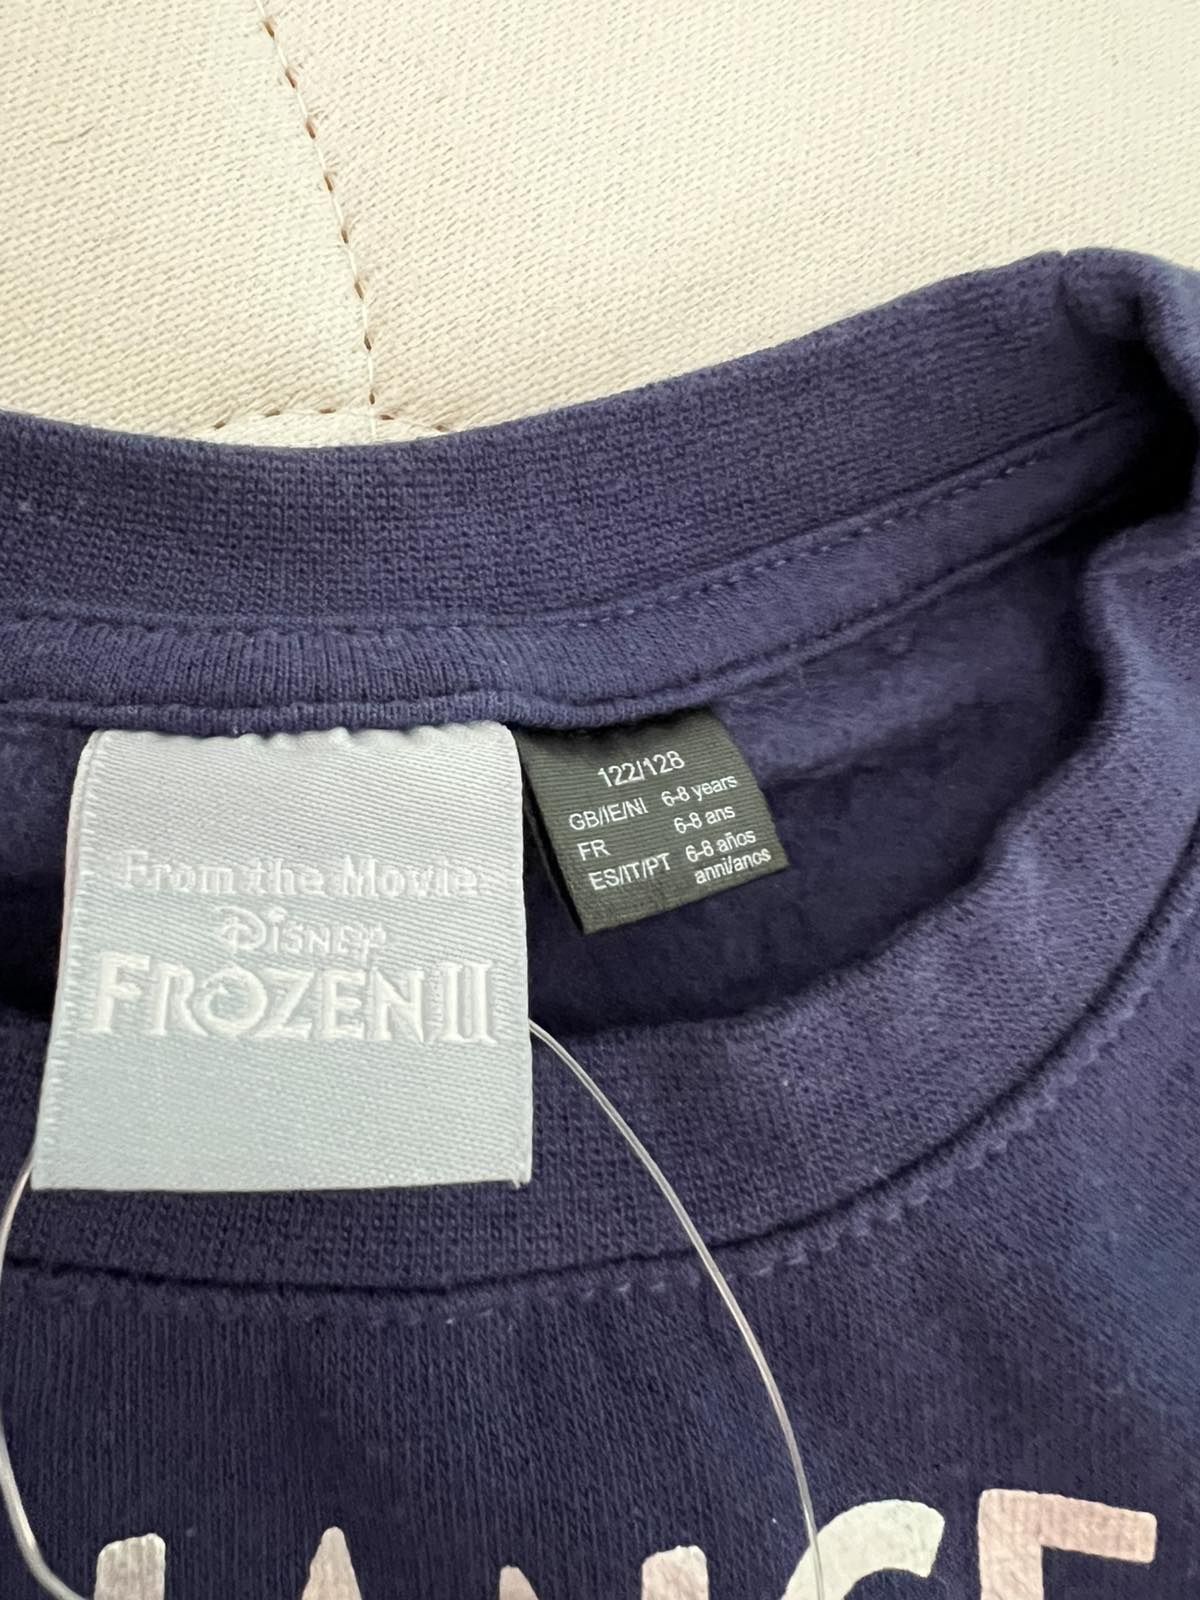 From the Movie
Disney
FROZEN II
122/128
GB/IE/NI 6-8 years
FR 6-8 ans
ES/IT/PT 6-8 años
anni/anos